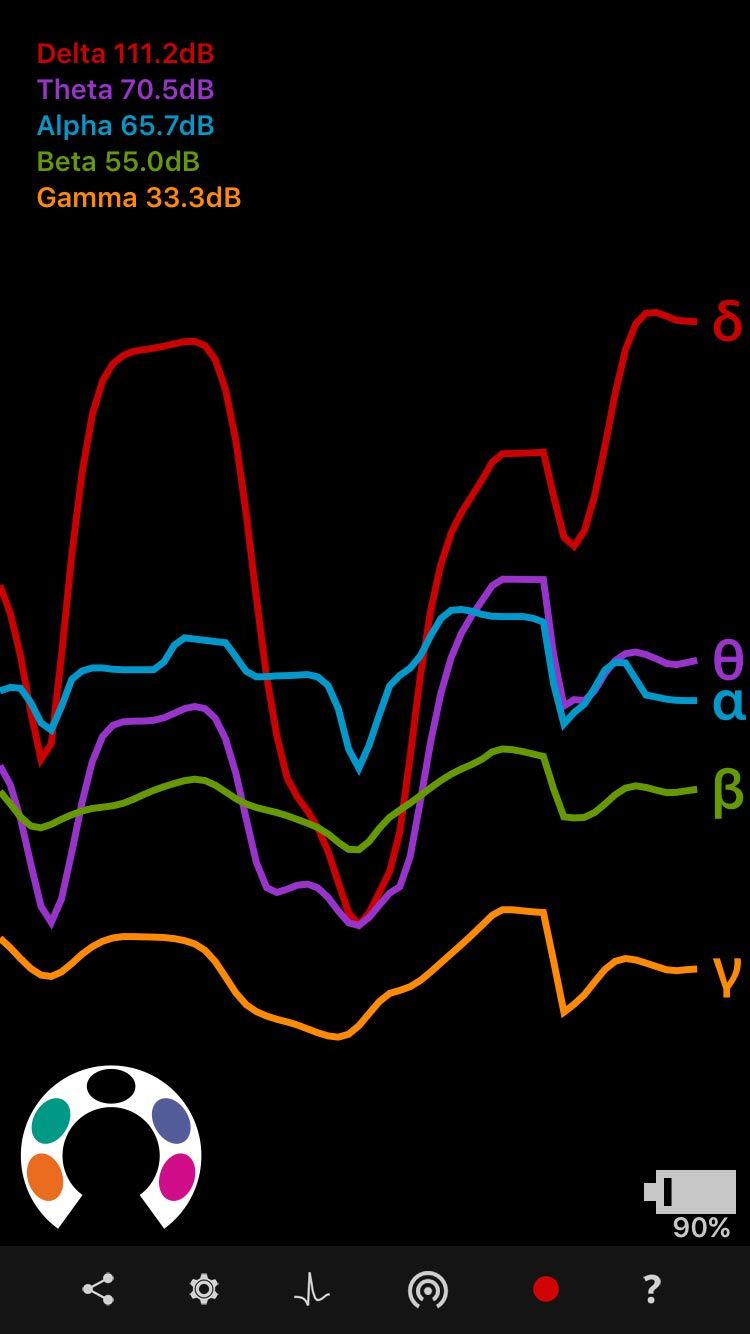 Delta 111.2dB
Theta 70.5dB
Alpha 65.7dB
Beta 55.0dB
Gamma 33.3dB
δ
θ
α
β
γ
90%
?